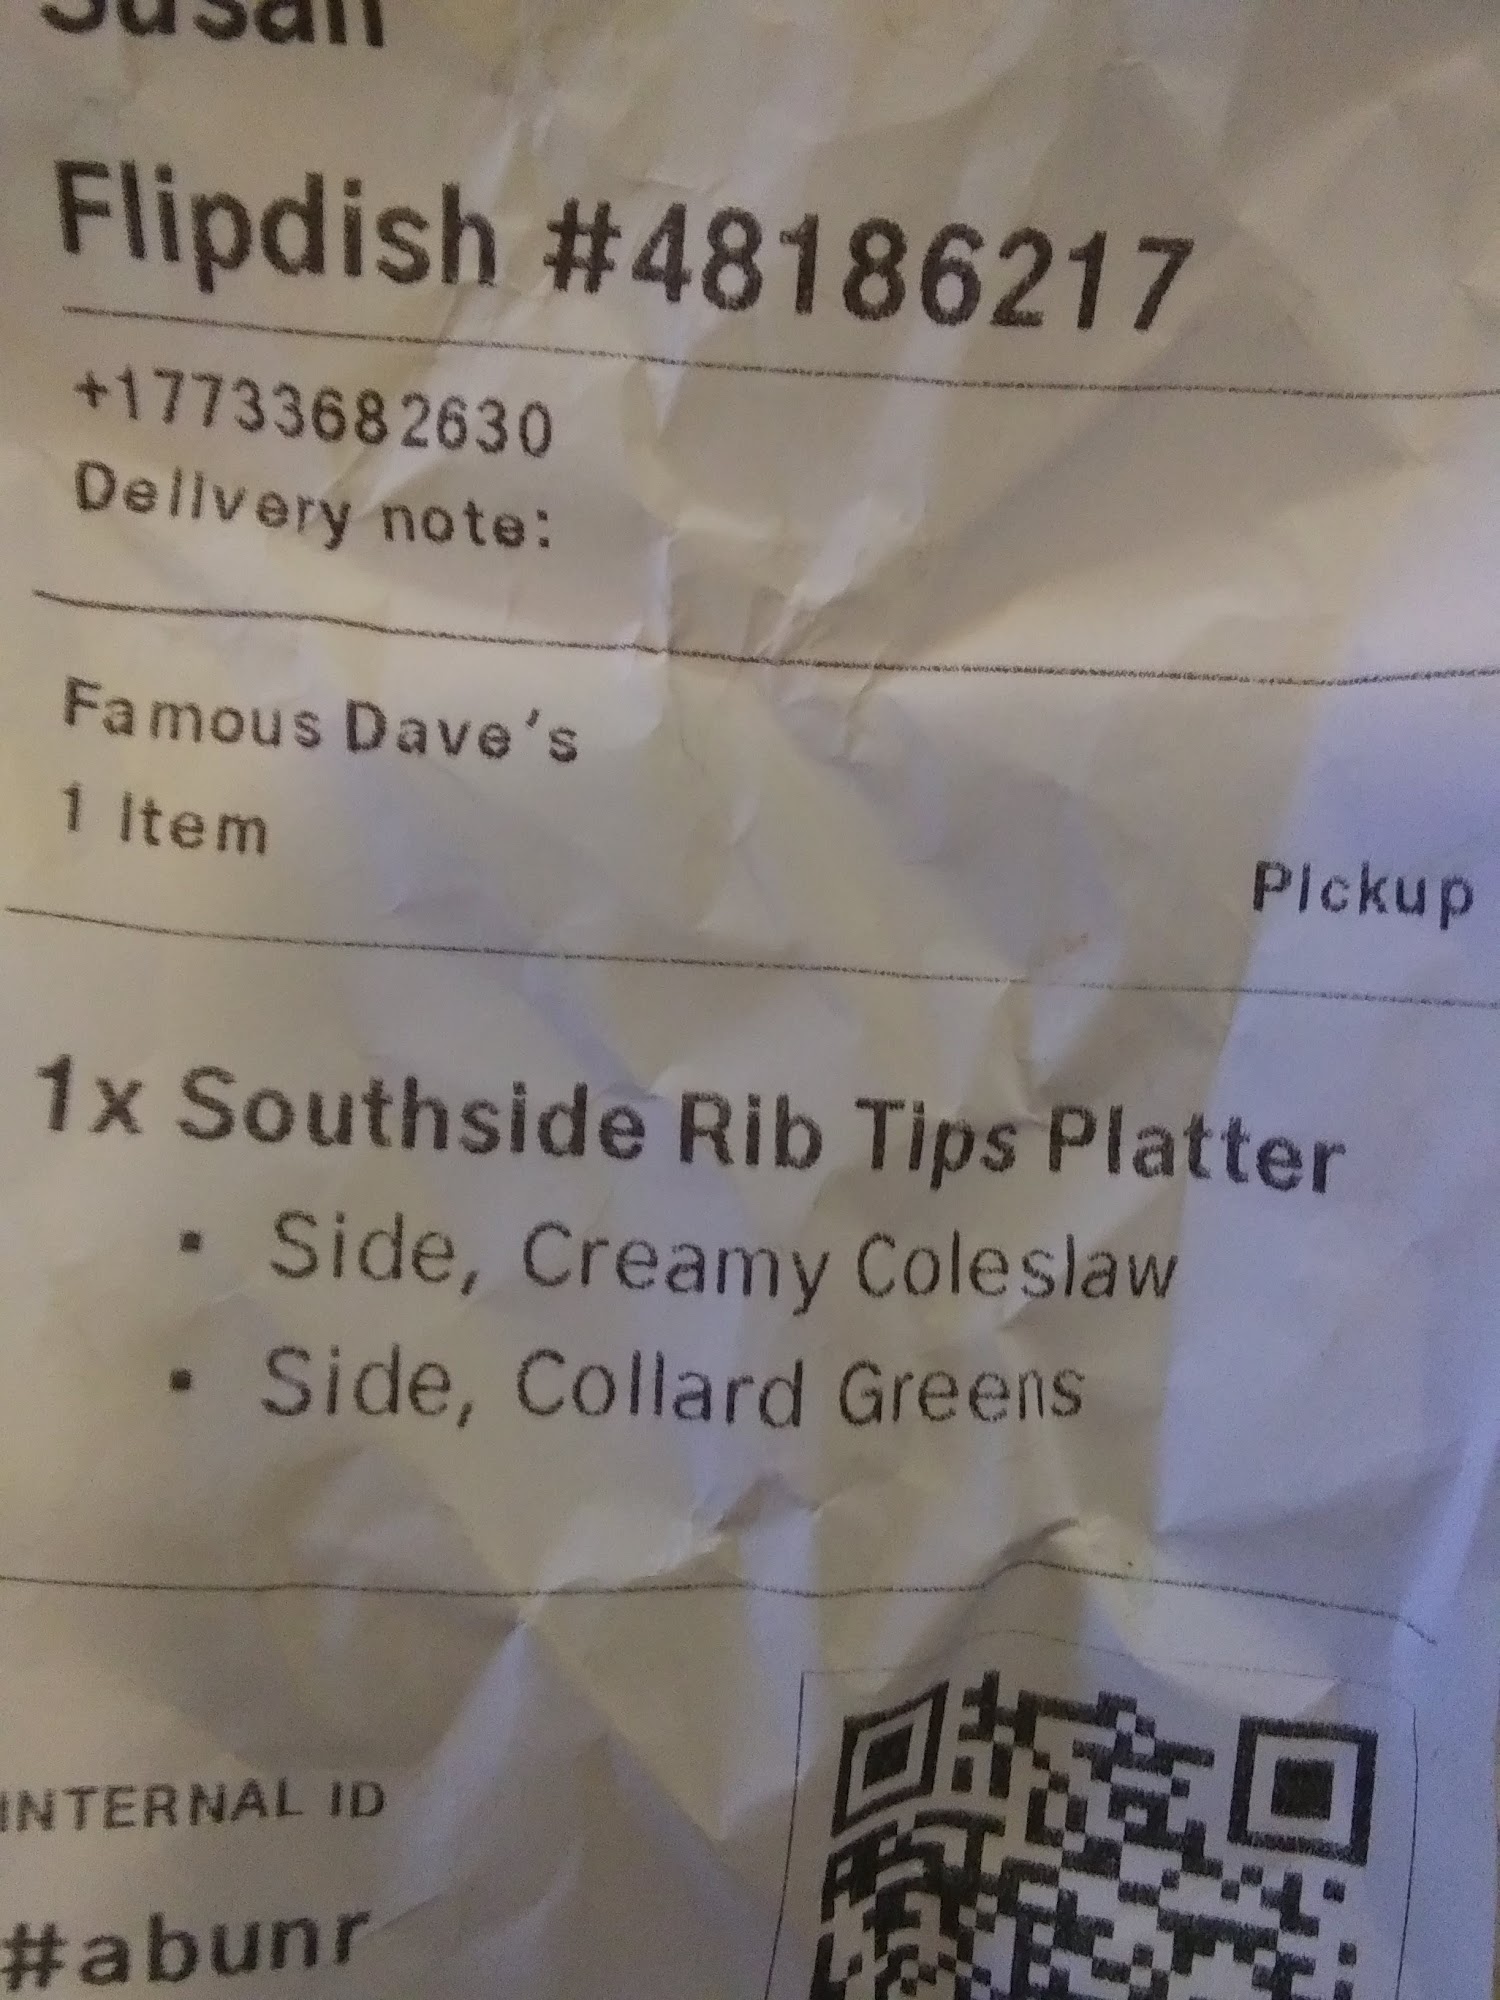 Susan
Flipdish #48186217
+17733682630
Delivery note:
Famous Dave's
1 Item
Pickup
1x Southside Rib Tips Platter
• Side, Creamy Coleslaw
• Side, Collard Greens
INTERNAL ID
#abunr